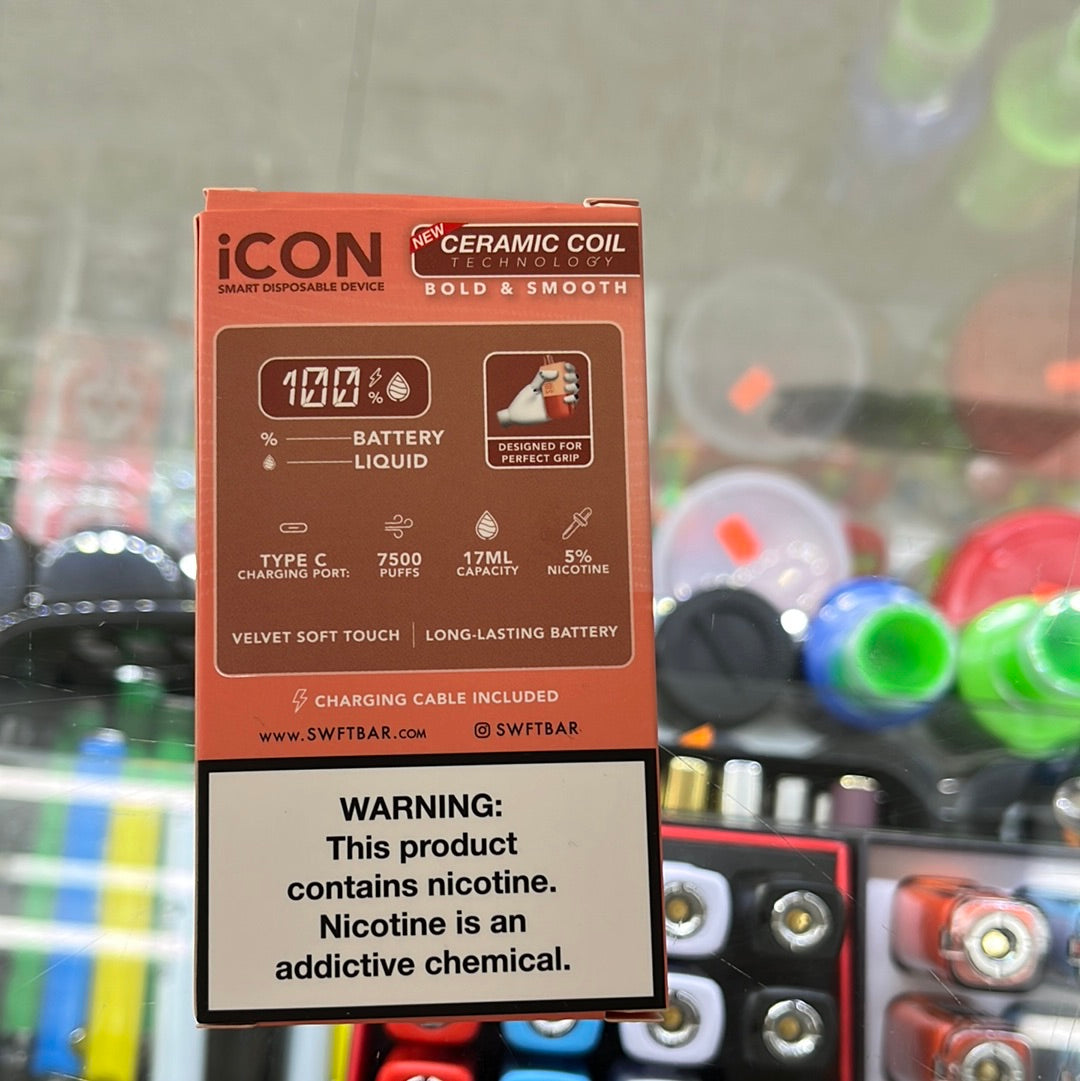 iCON
SMART DISPOSABLE DEVICE
NEW CERAMIC COIL
TECHNOLOGY
BOLD & SMOOTH
100 %
% BATTERY
LIQUID
DESIGNED FOR
PERFECT GRIP
TYPE C
CHARGING PORT:
7500
PUFFS
17ML
CAPACITY
5%
NICOTINE
VELVET SOFT TOUCH | LONG-LASTING BATTERY
CHARGING CABLE INCLUDED
WWW.SWFTBAR.COM SWFTBAR
WARNING:
This product
contains nicotine.
Nicotine is an
addictive chemical.